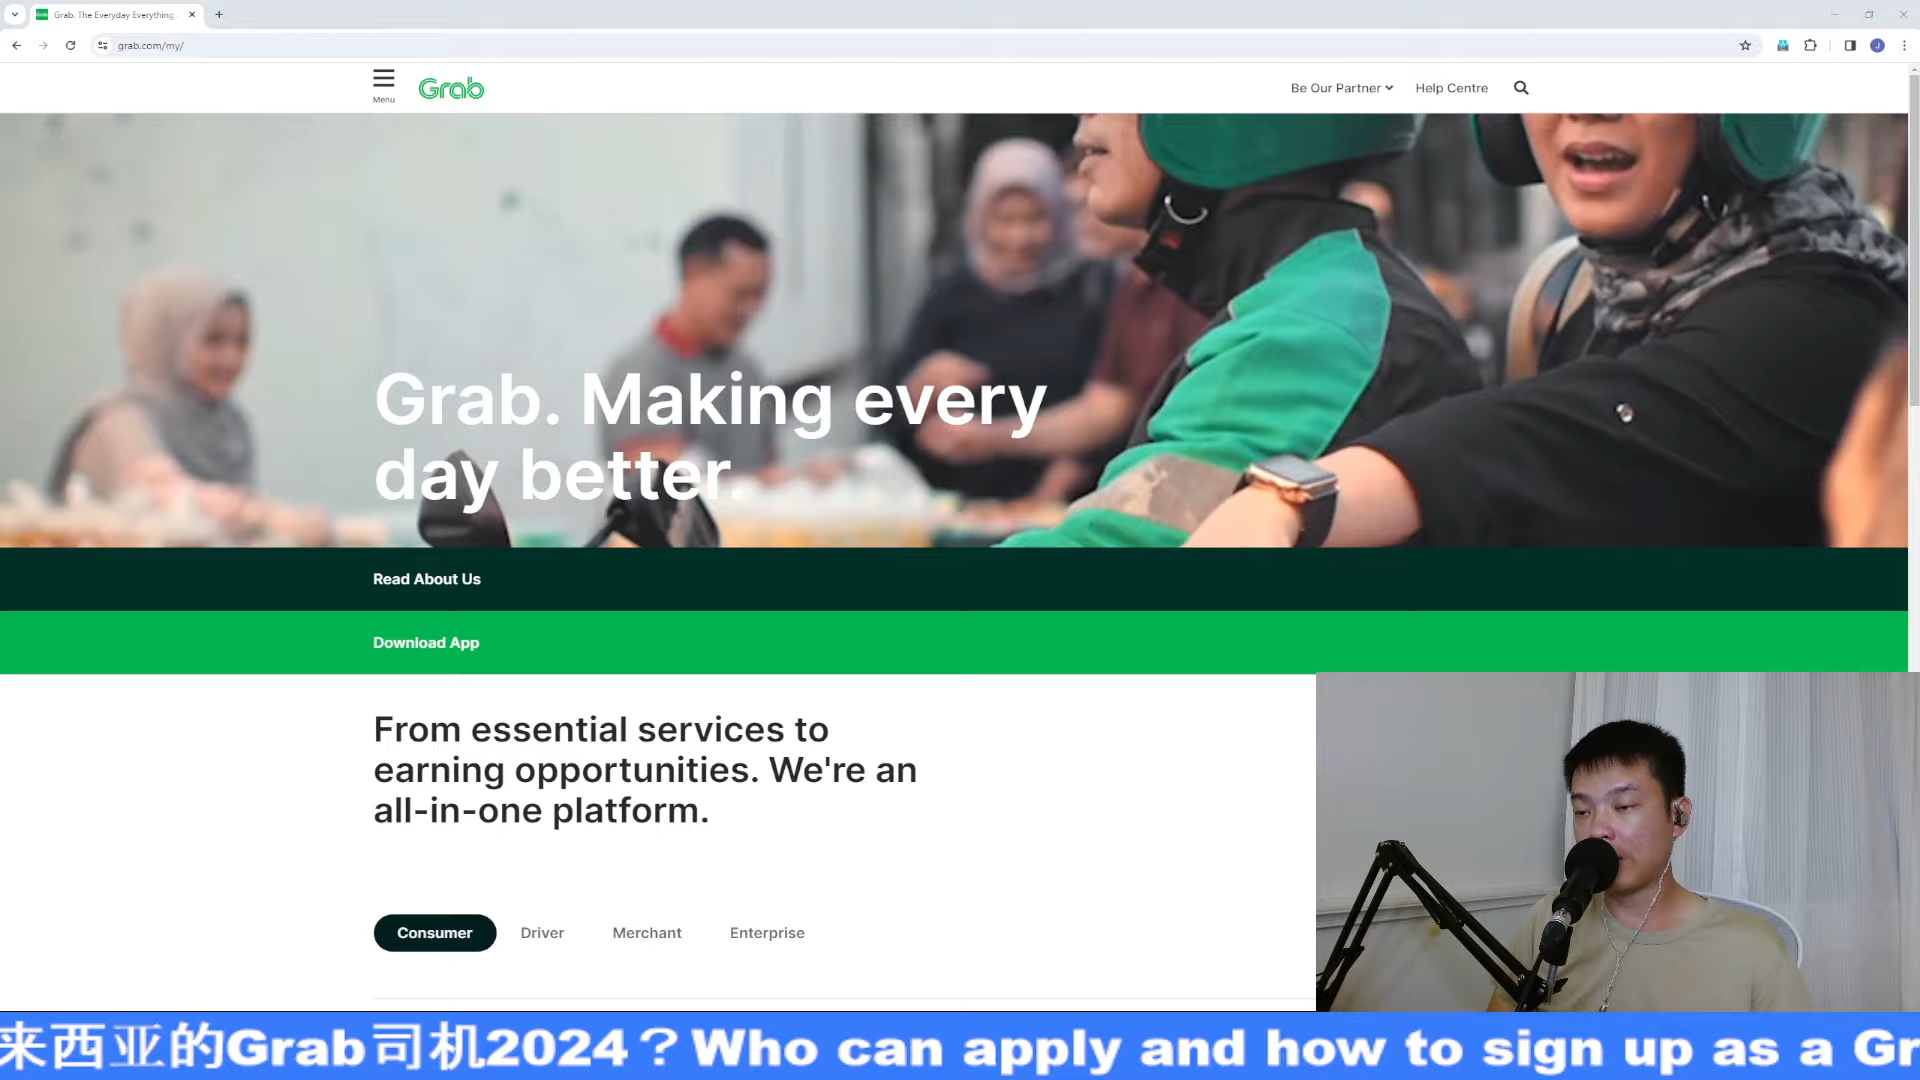 Grab. The Everyday Everything
grab.com/my/
J
Menu
Grab
Be Our Partner
Help Centre
Grab. Making every
day better.
Read About Us
Download App
From essential services to
earning opportunities. We're an
all-in-one platform.
Consumer
Driver
Merchant
Enterprise
来西亚的Grab司机2024？Who can apply and how to sign up as a Gr